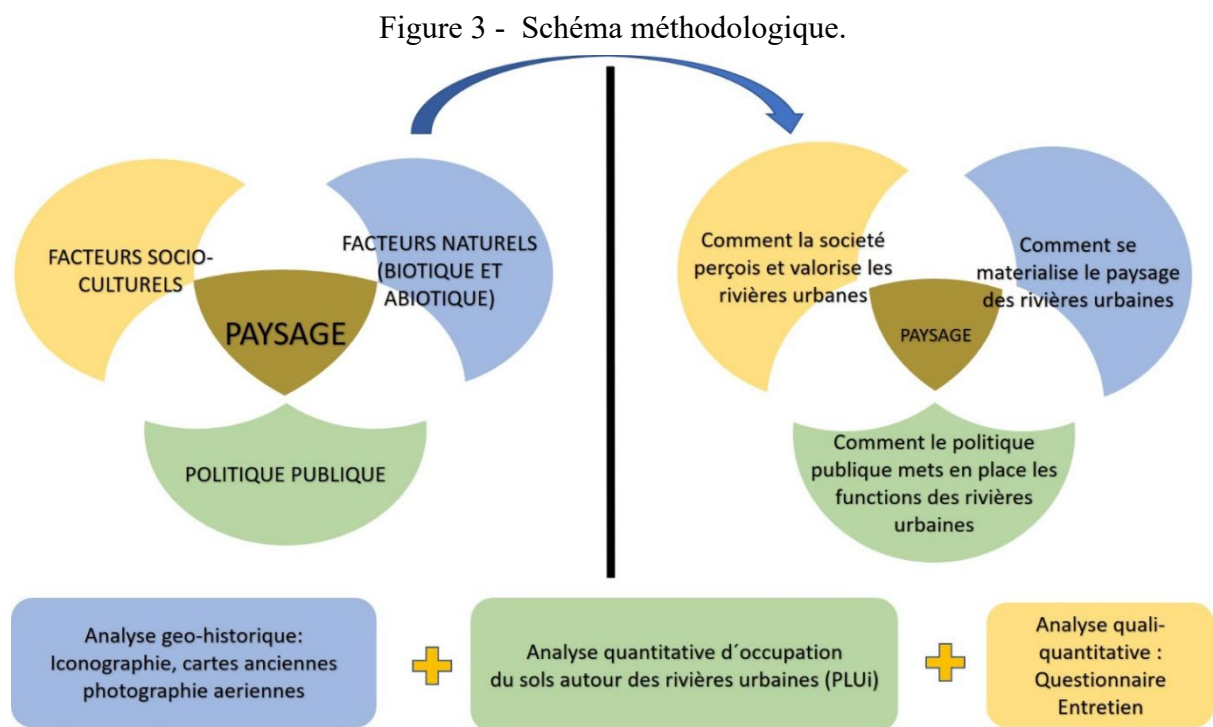 Figure 3 -  Schéma méthodologique.
FACTEURS SOCIO-
CULTURELS
FACTEURS NATURELS
(BIOTIQUE ET
ABIOTIQUE)
PAYSAGE
POLITIQUE PUBLIQUE
Comment la societé
perçois et valorise les
rivières urbanes
Comment se
materialise le paysage
des rivières urbaines
PAYSAGE
Comment le politique
publique mets en place les
functions des rivières
urbaines
Analyse geo-historique:
Iconographie, cartes anciennes
photographie aeriennes
Analyse quantitative d´occupation
du sols autour des rivières urbaines (PLUi)
Analyse quali-
quantitative :
Questionnaire
Entretien